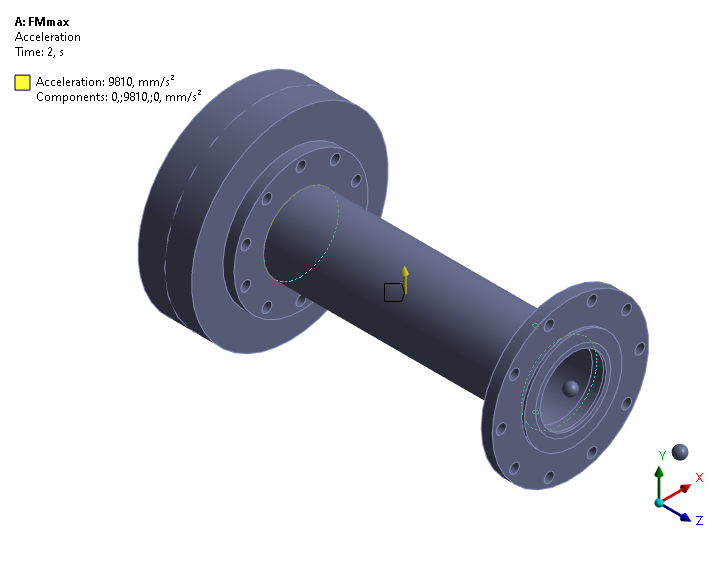 A: FMmax
Acceleration
Time: 2, s
Acceleration: 9810, mm/s²
Components: 0,;9810,;0, mm/s²
Y
X
Z